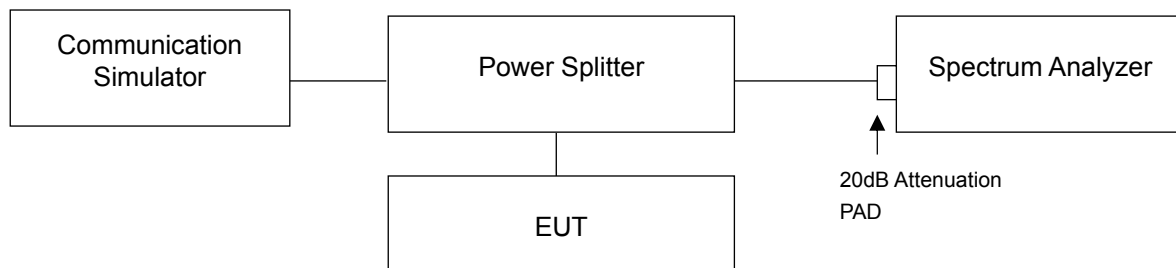 Communication
Simulator
Power Splitter
Spectrum Analyzer
20dB Attenuation
PAD
EUT